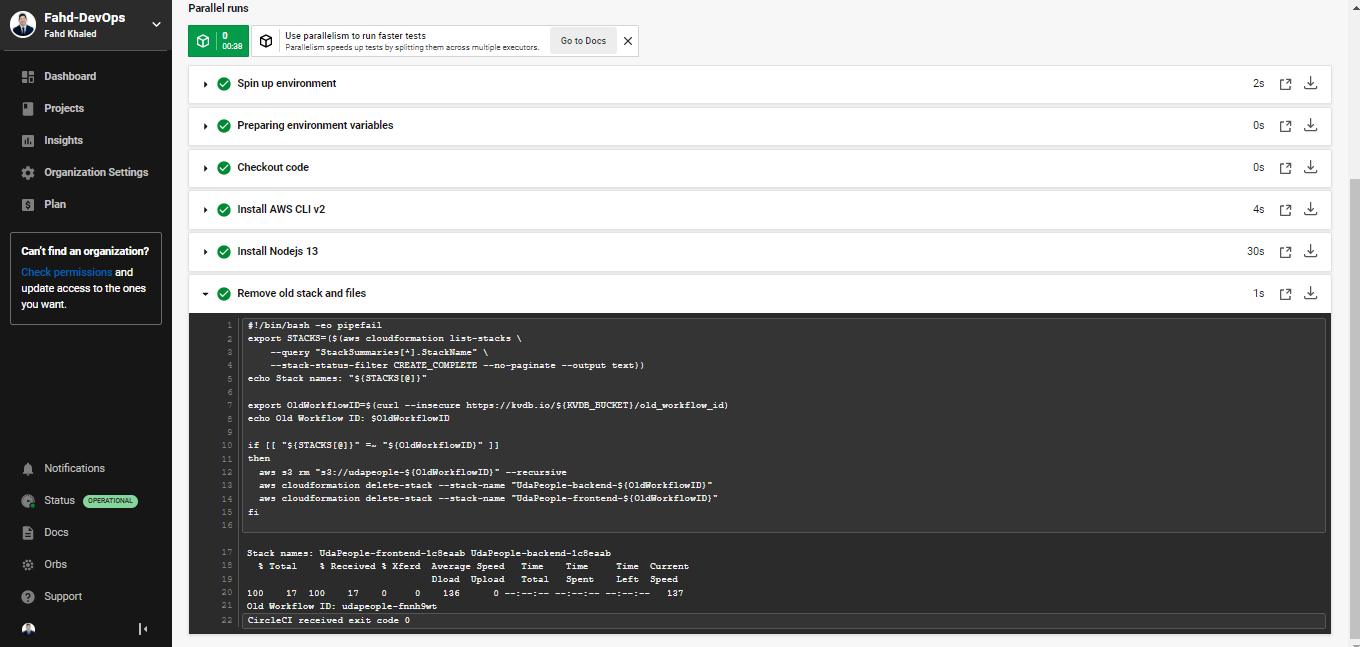 Fahd-DevOps
Fahd Khaled
Dashboard
Projects
Insights
Organization Settings
Plan
Can't find an organization?
Check permissions and
update access to the ones
you want.
Notifications
Status OPERATIONAL
Docs
Orbs
Support
Parallel runs
0
00:39
Use parallelism to run faster tests
Parallelism speeds up tests by splitting them across multiple executors.
Go to Docs
Spin up environment 2s
Preparing environment variables 0s
Checkout code 0s
Install AWS CLI v2 4s
Install Nodejs 13 30s
Remove old stack and files 1s
1 #!/bin/bash -eo pipefail
2 export STACKS=($(aws cloudformation list-stacks \
3 --query "StackSummaries[*].StackName" \
4 --stack-status-filter CREATE_COMPLETE --no-paginate --output text))
5 echo Stack names: "${STACKS[@]}"
6
7 export OldWorkflowID=$(curl --insecure https://kvdb.io/${KVDB_BUCKET}/old_workflow_id)
8 echo Old Workflow ID: $OldWorkflowID
9
10 if [[ "${STACKS[@]}" =~ "${OldWorkflowID}" ]]
11 then
12 aws s3 rm "s3://udapeople-${OldWorkflowID}" --recursive
13 aws cloudformation delete-stack --stack-name "UdaPeople-backend-${OldWorkflowID}"
14 aws cloudformation delete-stack --stack-name "UdaPeople-frontend-${OldWorkflowID}"
15 fi
16
17 Stack names: UdaPeople-frontend-1c8eaab UdaPeople-backend-1c8eaab
18 % Total % Received % Xferd Average Speed Time Time Time Current
19 Dload Upload Total Spent Left Speed
20 100 17 100 17 0 0 136 0 --:--:-- --:--:-- --:--:-- 137
21 Old Workflow ID: udapeople-fnnh9wt
22 CircleCI received exit code 0